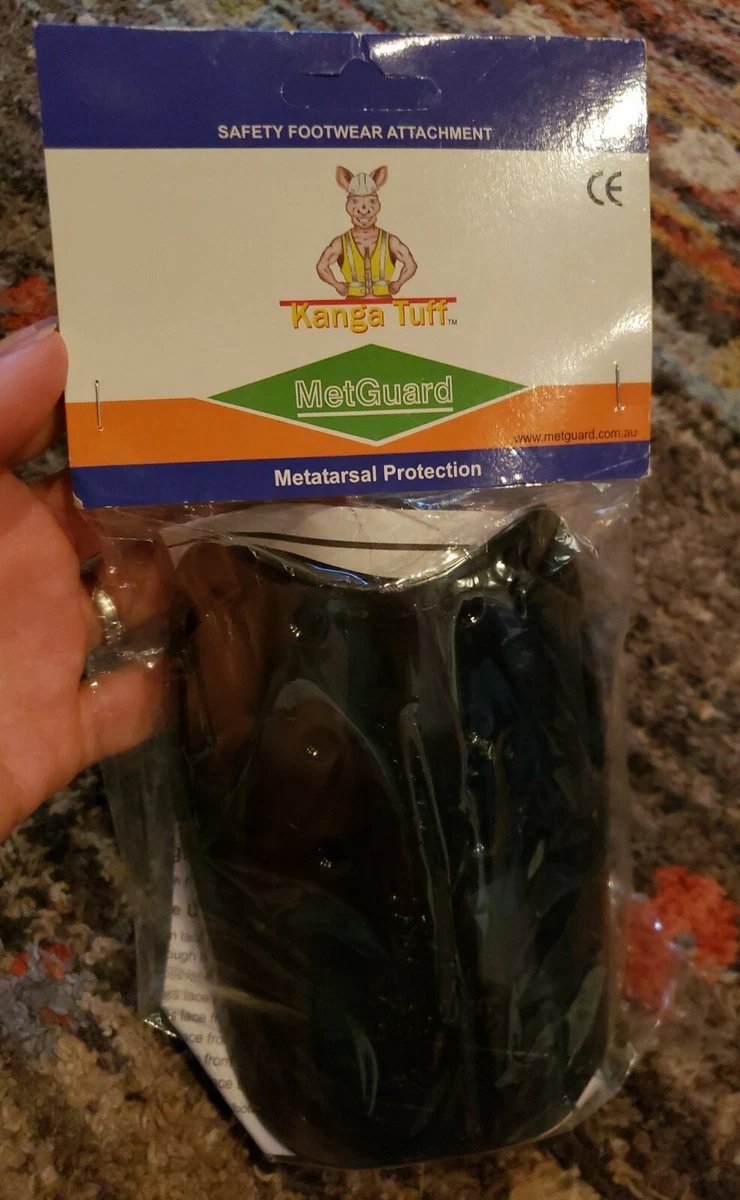 SAFETY FOOTWEAR ATTACHMENT
CE
Kanga Tuff™
MetGuard
www.metguard.com.au
Metatarsal Protection